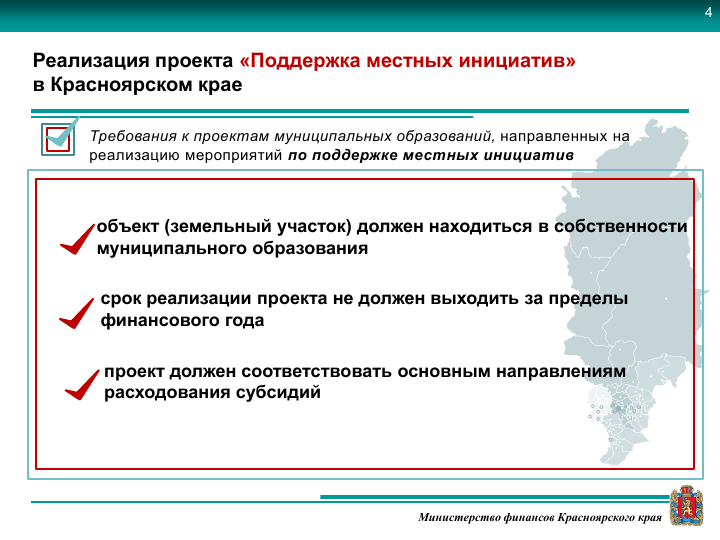 4
Реализация проекта «Поддержка местных инициатив»
в Красноярском крае
Требования к проектам муниципальных образований, направленных на
реализацию мероприятий по поддержке местных инициатив
объект (земельный участок) должен находиться в собственности
муниципального образования
срок реализации проекта не должен выходить за пределы
финансового года
проект должен соответствовать основным направлениям
расходования субсидий
Министерство финансов Красноярского края